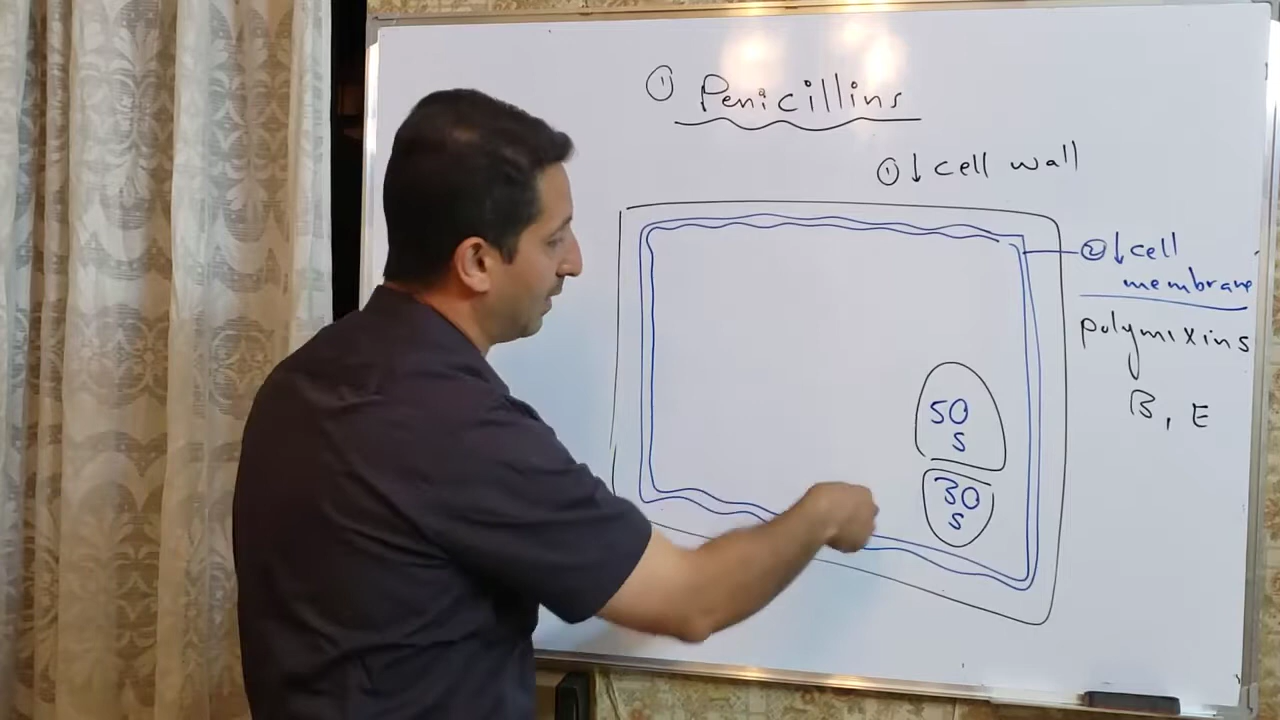 ① Penicillins
① ↓ cell wall
② ↓ cell
membrane
polymixins
B, E
50
S
30
S